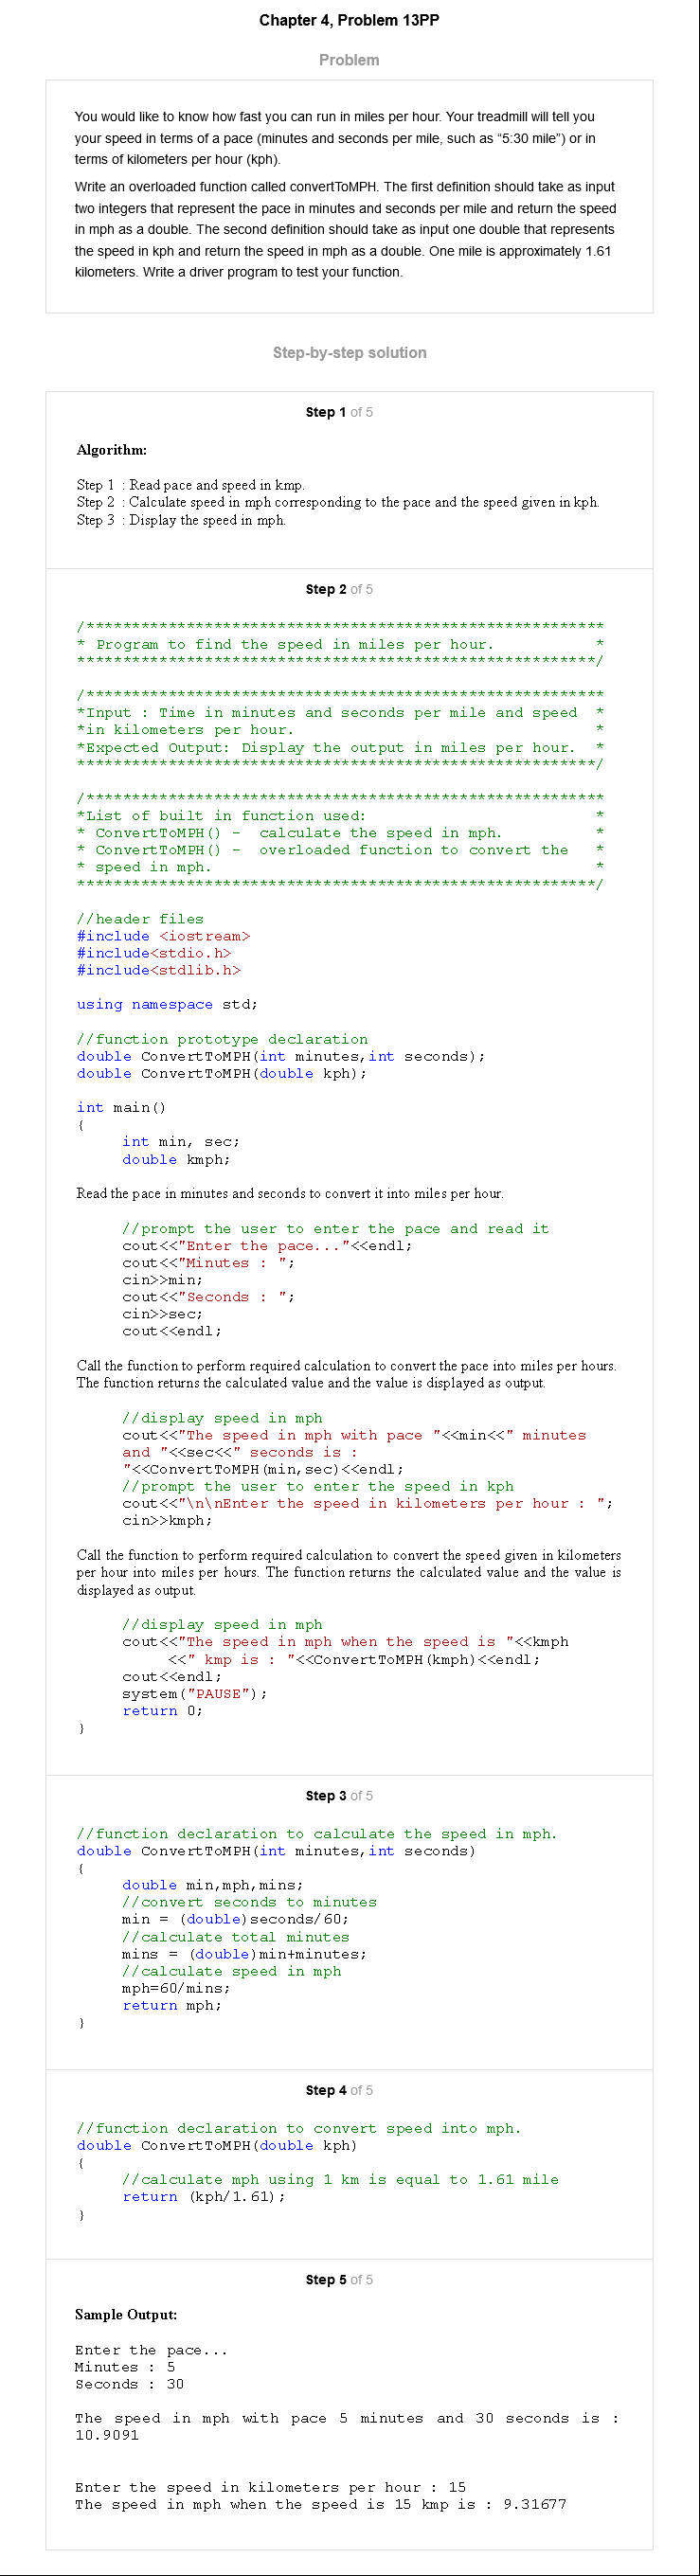 Chapter 4, Problem 13PP
Problem
You would like to know how fast you can run in miles per hour. Your treadmill will tell you
your speed in terms of a pace (minutes and seconds per mile, such as “5:30 mile”) or in
terms of kilometers per hour (kph).
Write an overloaded function called convertToMPH. The first definition should take as input
two integers that represent the pace in minutes and seconds per mile and return the speed
in mph as a double. The second definition should take as input one double that represents
the speed in kph and return the speed in mph as a double. One mile is approximately 1.61
kilometers. Write a driver program to test your function.
Step-by-step solution
Step 1 of 5
Algorithm:
Step 1 : Read pace and speed in kmp.
Step 2 : Calculate speed in mph corresponding to the pace and the speed given in kph.
Step 3 : Display the speed in mph.
Step 2 of 5
/*********************************************************
* Program to find the speed in miles per hour. *
*********************************************************/
/*********************************************************
*Input : Time in minutes and seconds per mile and speed *
*in kilometers per hour. *
*Expected Output: Display the output in miles per hour. *
*********************************************************/
/*********************************************************
*List of built in function used: *
* ConvertToMPH() - calculate the speed in mph. *
* ConvertToMPH() - overloaded function to convert the *
* speed in mph. *
*********************************************************/
//header files
#include <iostream>
#include<stdio.h>
#include<stdlib.h>
using namespace std;
//function prototype declaration
double ConvertToMPH(int minutes,int seconds);
double ConvertToMPH(double kph);
int main()
{
int min, sec;
double kmph;
Read the pace in minutes and seconds to convert it into miles per hour.
//prompt the user to enter the pace and read it
cout<<"Enter the pace..."<<endl;
cout<<"Minutes : ";
cin>>min;
cout<<"Seconds : ";
cin>>sec;
cout<<endl;
Call the function to perform required calculation to convert the pace into miles per hours.
The function returns the calculated value and the value is displayed as output.
//display speed in mph
cout<<"The speed in mph with pace "<<min<<" minutes
and "<<sec<<" seconds is :
"<<ConvertToMPH(min,sec)<<endl;
//prompt the user to enter the speed in kph
cout<<"\n\nEnter the speed in kilometers per hour : ";
cin>>kmph;
Call the function to perform required calculation to convert the speed given in kilometers
per hour into miles per hours. The function returns the calculated value and the value is
displayed as output.
//display speed in mph
cout<<"The speed in mph when the speed is "<<kmph
<<" kmp is : "<<ConvertToMPH(kmph)<<endl;
cout<<endl;
system("PAUSE");
return 0;
}
Step 3 of 5
//function declaration to calculate the speed in mph.
double ConvertToMPH(int minutes,int seconds)
{
double min,mph,mins;
//convert seconds to minutes
min = (double)seconds/60;
//calculate total minutes
mins = (double)min+minutes;
//calculate speed in mph
mph=60/mins;
return mph;
}
Step 4 of 5
//function declaration to convert speed into mph.
double ConvertToMPH(double kph)
{
//calculate mph using 1 km is equal to 1.61 mile
return (kph/1.61);
}
Step 5 of 5
Sample Output:
Enter the pace...
Minutes : 5
Seconds : 30
The speed in mph with pace 5 minutes and 30 seconds is :
10.9091
Enter the speed in kilometers per hour : 15
The speed in mph when the speed is 15 kmp is : 9.31677